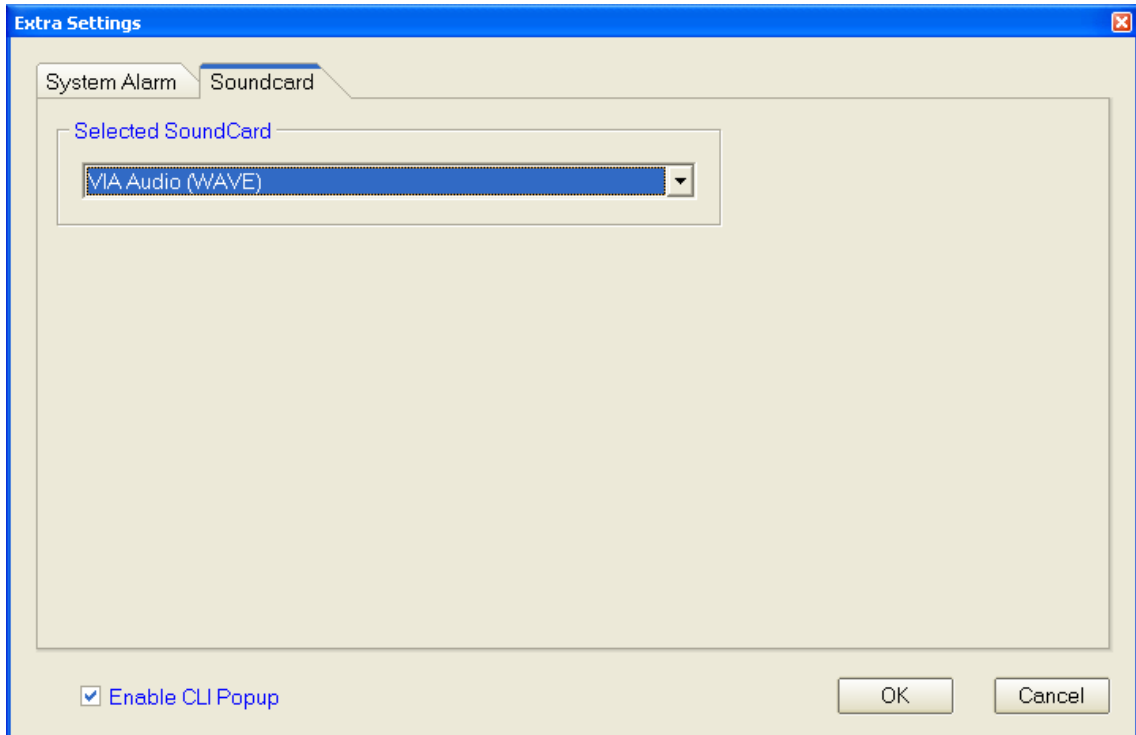 Extra Settings
System Alarm Soundcard
Selected SoundCard
VIA Audio (WAVE)
Enable CLI Popup OK Cancel